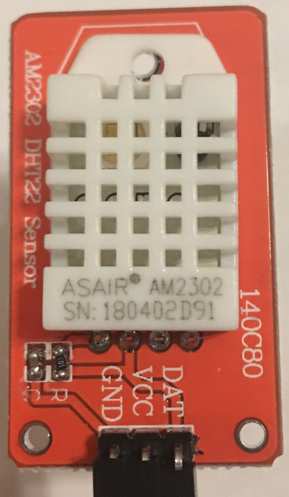 AM2302 DHT22 Sensor
ASAIR® AM2302
SN: 180402D91
140C80
C
R
GND
VCC
DAT